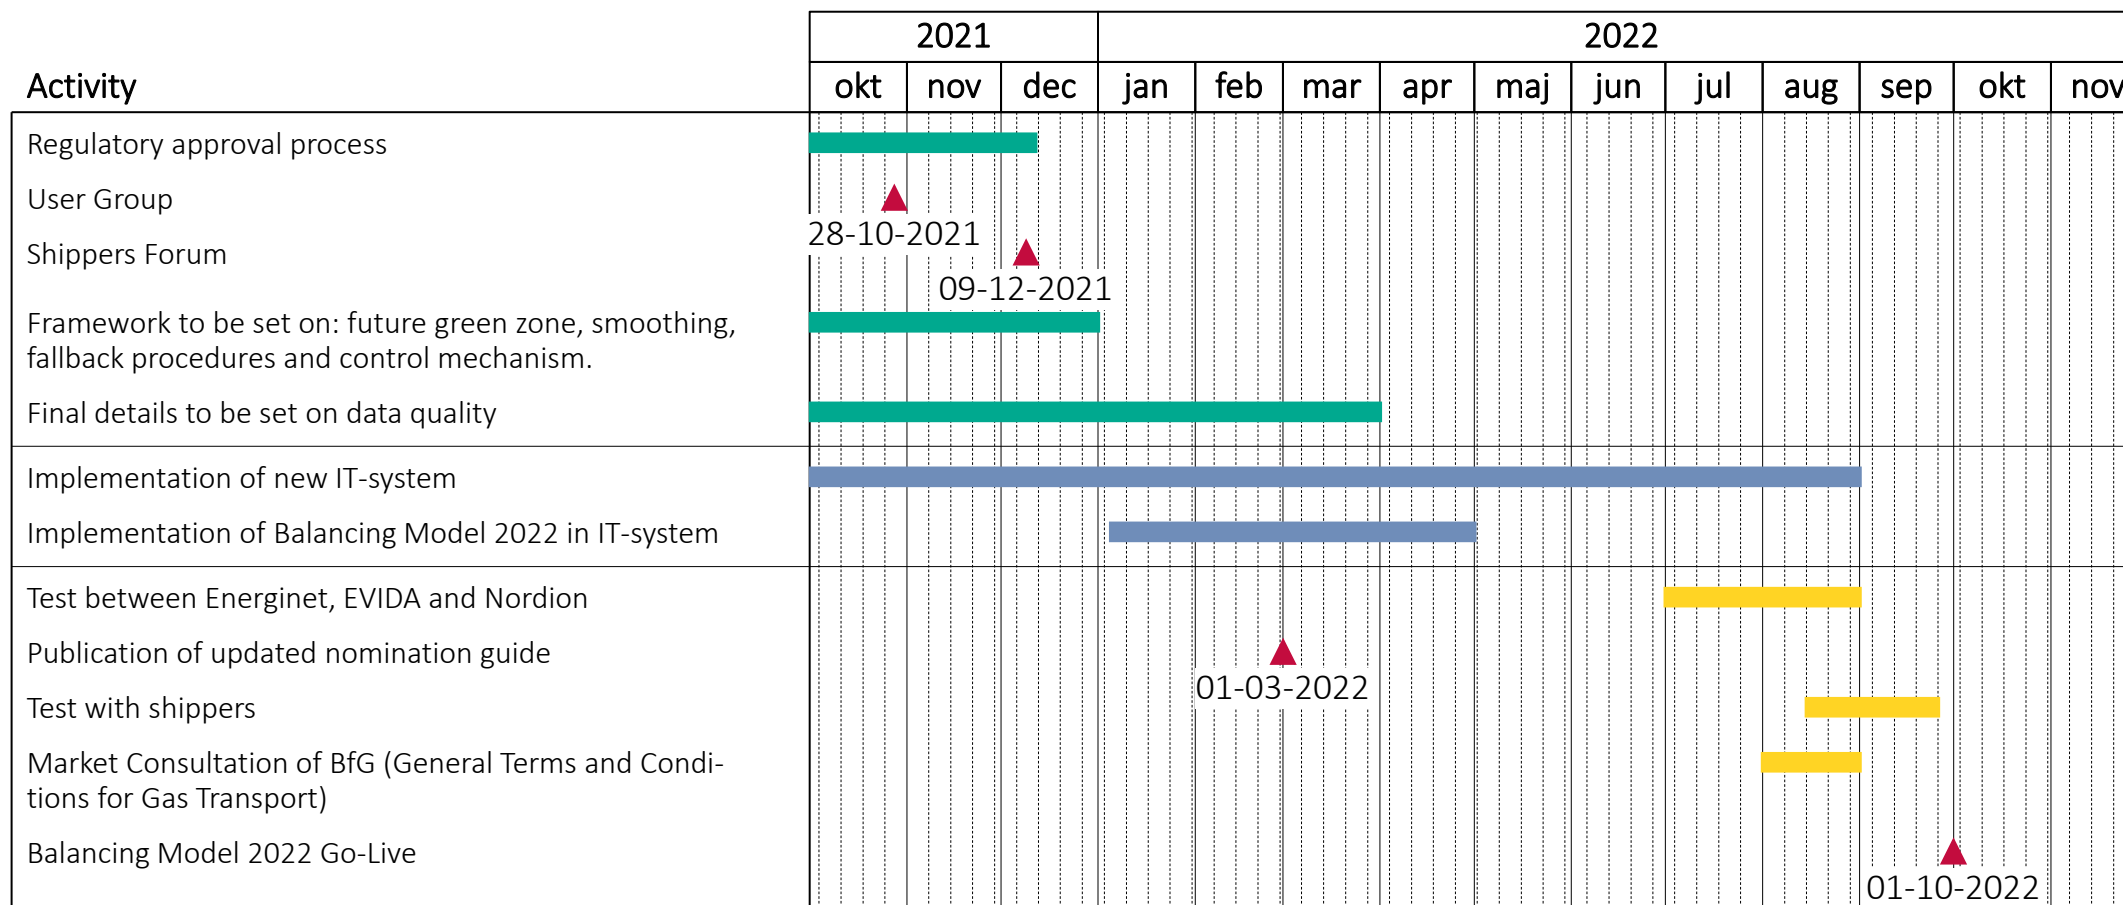 2021 2022
Activity okt nov dec jan feb mar apr maj jun jul aug sep okt nov
Regulatory approval process
User Group
28-10-2021
Shippers Forum
09-12-2021
Framework to be set on: future green zone, smoothing,
fallback procedures and control mechanism.
Final details to be set on data quality
Implementation of new IT-system
Implementation of Balancing Model 2022 in IT-system
Test between Energinet, EVIDA and Nordion
Publication of updated nomination guide
01-03-2022
Test with shippers
Market Consultation of BfG (General Terms and Condi-
tions for Gas Transport)
Balancing Model 2022 Go-Live
01-10-2022